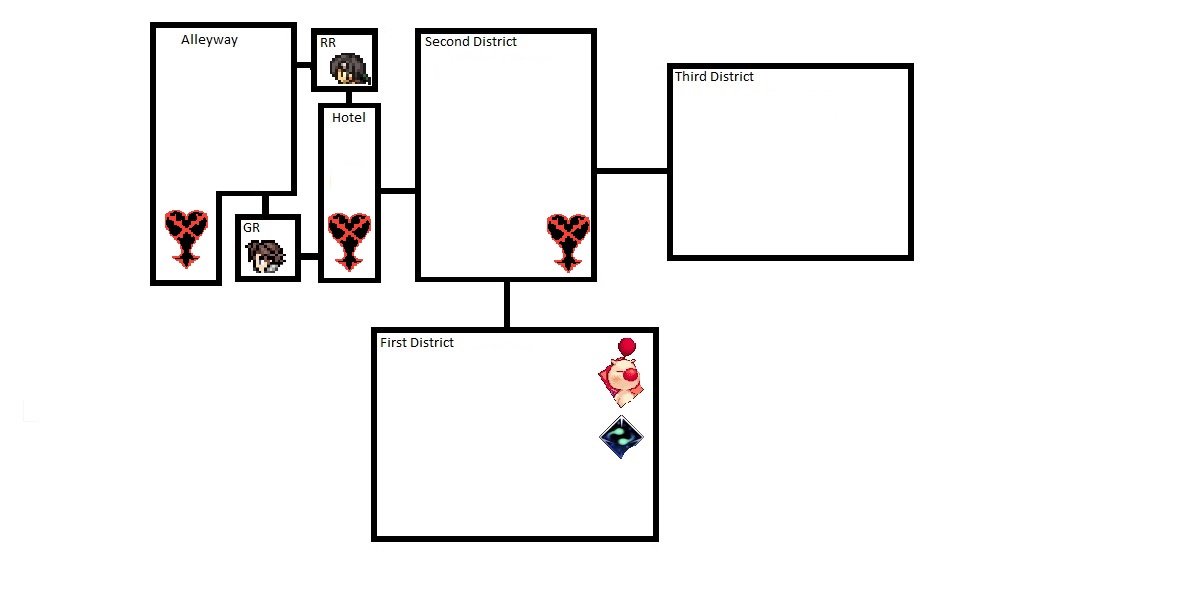 Alleyway
RR
Second District
Third District
Hotel
GR
First District